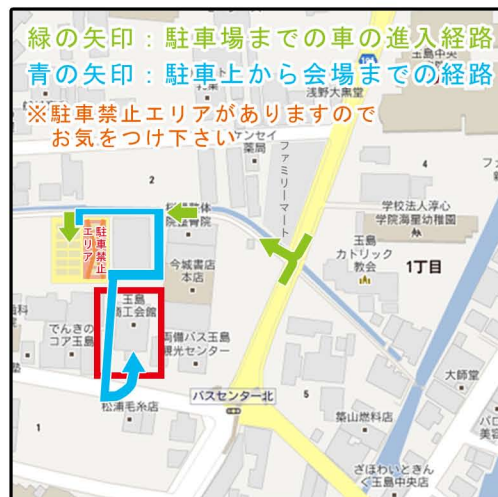 緑の矢印：駐車場までの車の進入経路
青の矢印：駐車上から会場までの経路
※駐車禁止エリアがありますので
お気をつけ下さい
玉島中央
浅野大黒堂
ケンセイ
薬局
ファミリーマート
2
4
学校法人淳心
学院海星幼稚園
玉島
カトリック
教会
1丁目
駐車禁止
エリア
今城書店
本店
玉島
商工会館
でんきの
コア玉島
両備バス玉島
観光センター
大師堂
バスセンター北
松浦毛糸店
5
築山燃料店
1
ざほわいときん
ぐ玉島中央店